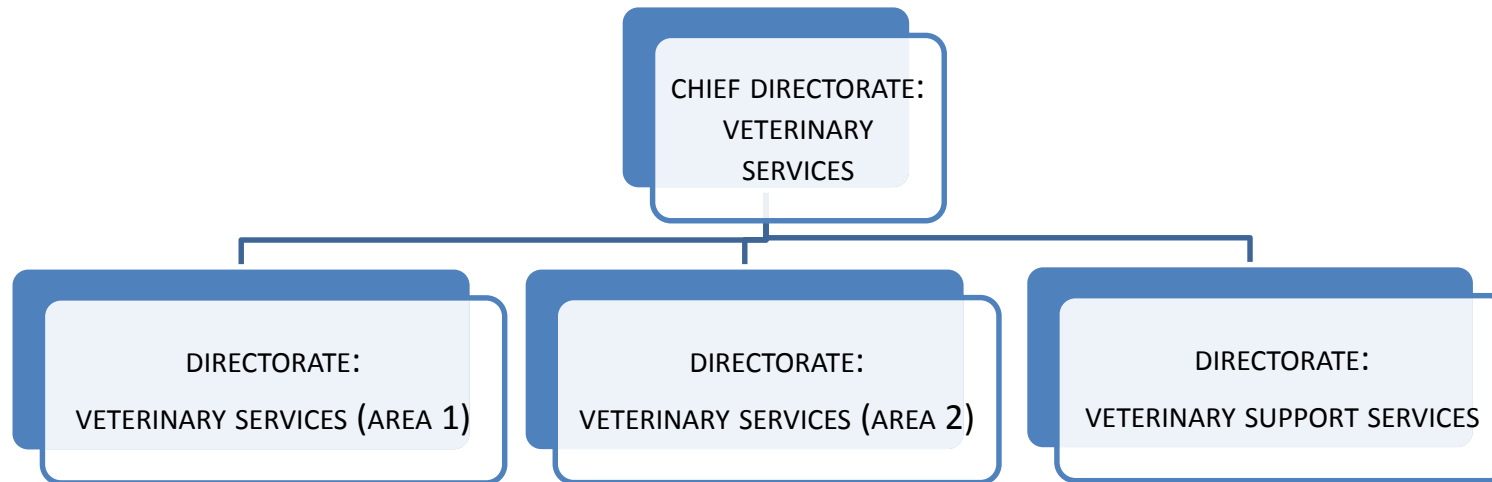 CHIEF DIRECTORATE:
VETERINARY
SERVICES
DIRECTORATE:
VETERINARY SERVICES (AREA 1)
DIRECTORATE:
VETERINARY SERVICES (AREA 2)
DIRECTORATE:
VETERINARY SUPPORT SERVICES